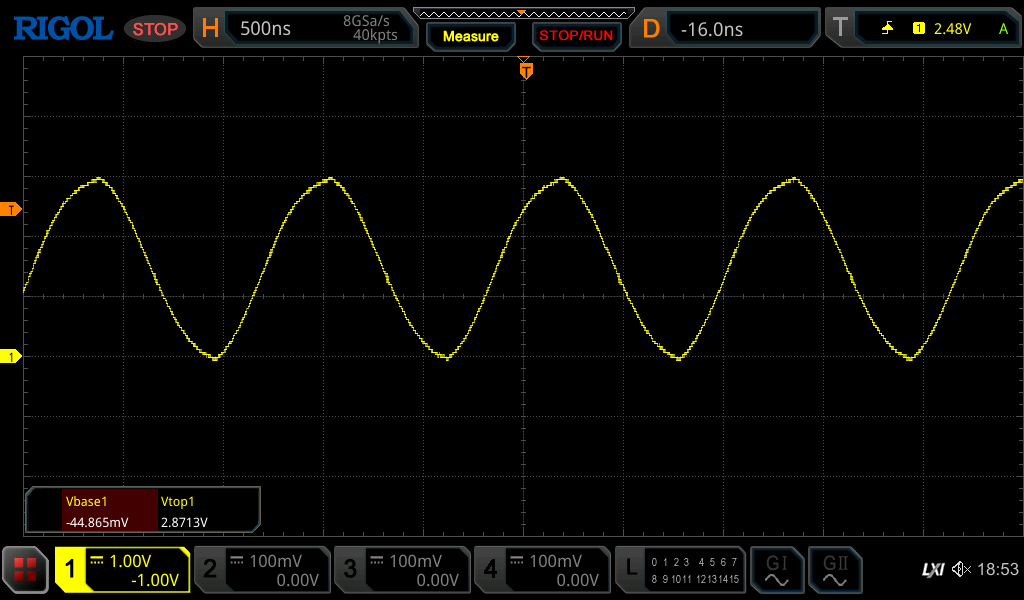 RIGOL STOP H 500ns 8GSa/s 40kpts Measure STOP/RUN D -16.0ns T 1 2.48V A
T
T
1
Vbase1 Vtop1
-44.865mV 2.8713V
1 1.00V -1.00V 2 100mV 0.00V 3 100mV 0.00V 4 100mV 0.00V L 0 1 2 3 4 5 6 7 8 9 10 11 12 13 14 15 GI GII LXI 18:53